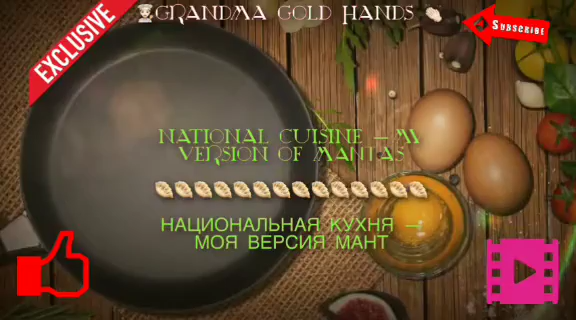 EXCLUSIVE
GRANDMA GOLD HANDS
SUBSCRIBE
NATIONAL CUISINE – MY
VERSION OF MANTAS
НАЦИОНАЛЬНАЯ КУХНЯ –
МОЯ ВЕРСИЯ МАНТ